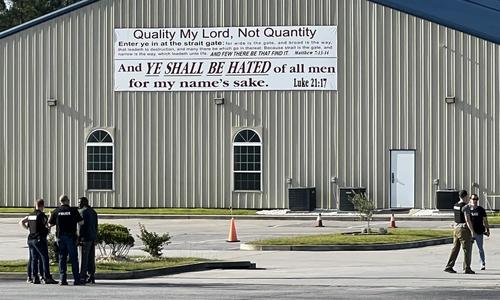 Quality My Lord, Not Quantity
Enter ye in at the strait gate: for wide is the gate, and broad is the way,
that leadeth to destruction, and many there be which go in thereat: Because strait is the gate, and
narrow is the way, which leadeth unto life, AND FEW THERE BE THAT FIND IT. Matthew 7:13-14
And YE SHALL BE HATED of all men
for my name's sake. Luke 21:17
POLICE